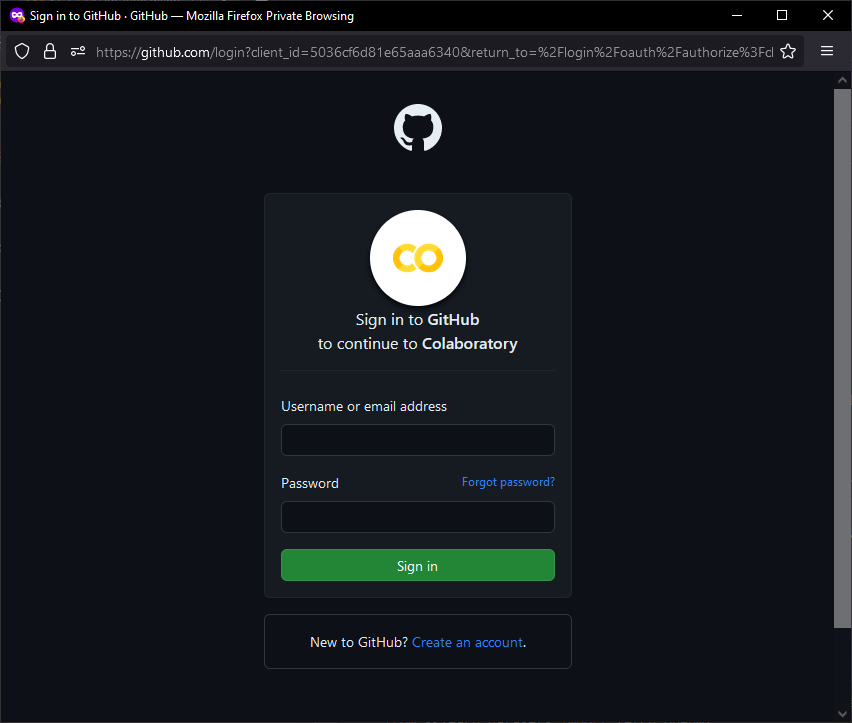 Sign in to GitHub · GitHub — Mozilla Firefox Private Browsing
https://github.com/login?client_id=5036cf6d81e65aaa6340&return_to=%2Flogin%2Foauth%2Fauthorize%3Fcl
CO
Sign in to GitHub
to continue to Colaboratory
Username or email address
Password Forgot password?
Sign in
New to GitHub? Create an account.